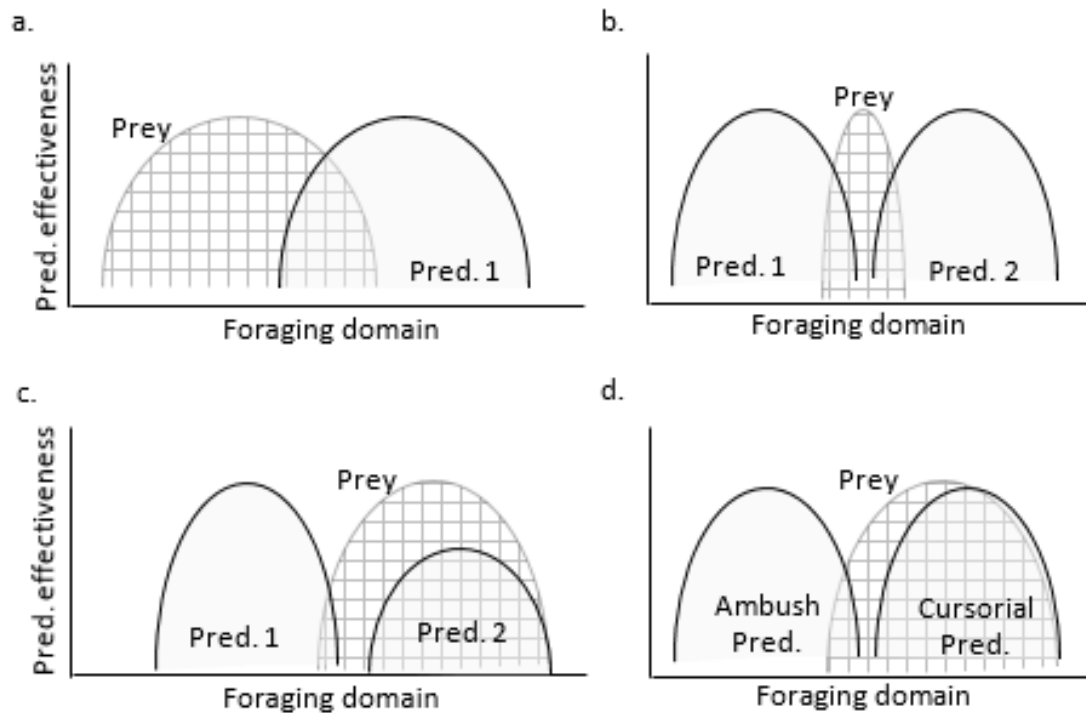 a.
Pred. effectiveness
Prey
Pred. 1
Foraging domain
b.
Prey
Pred. 1
Pred. 2
Foraging domain
c.
Pred. effectiveness
Prey
Pred. 1
Pred. 2
Foraging domain
d.
Prey
Ambush
Pred.
Cursorial
Pred.
Foraging domain